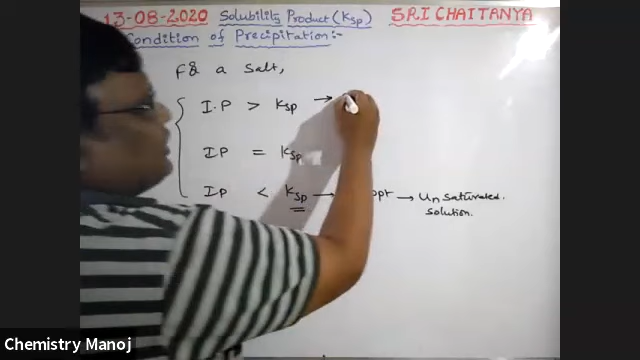 13-08-2020 Solubility Product (Ksp) SRI CHAITANYA
Condition of Precipitation:-
For a salt,
I.P > Ksp →
IP = Ksp
IP < Ksp → ppt → Un saturated.
solution.
Chemistry Manoj